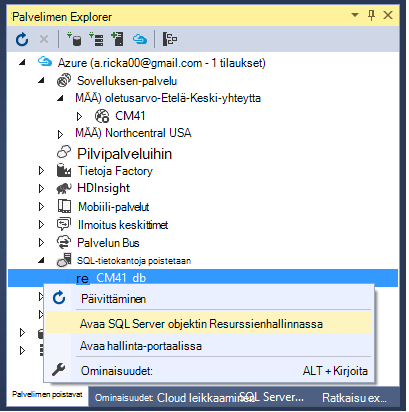 Palvelimen Explorer
Azure (a.ricka00@gmail.com - 1 tilaukset)
Sovelluksen-palvelu
MÄÄ) oletusarvo-Etelä-Keski-yhteytta
CM41
MÄÄ) Northcentral USA
Pilvipalveluihin
Tietoja Factory
HDInsight
Mobiili-palvelut
Ilmoitus keskittimet
Palvelun Bus
SQL-tietokantoja poistetaan
re CM41_db
Päivittäminen
Avaa SQL Server objektin Resurssienhallinnassa
Avaa hallinta-portaalissa
Ominaisuudet: ALT + Kirjoita
Palvelimen poistavat Ominaisuudet: Cloud leikkaaminen SQL Server... Ratkaisu ex...